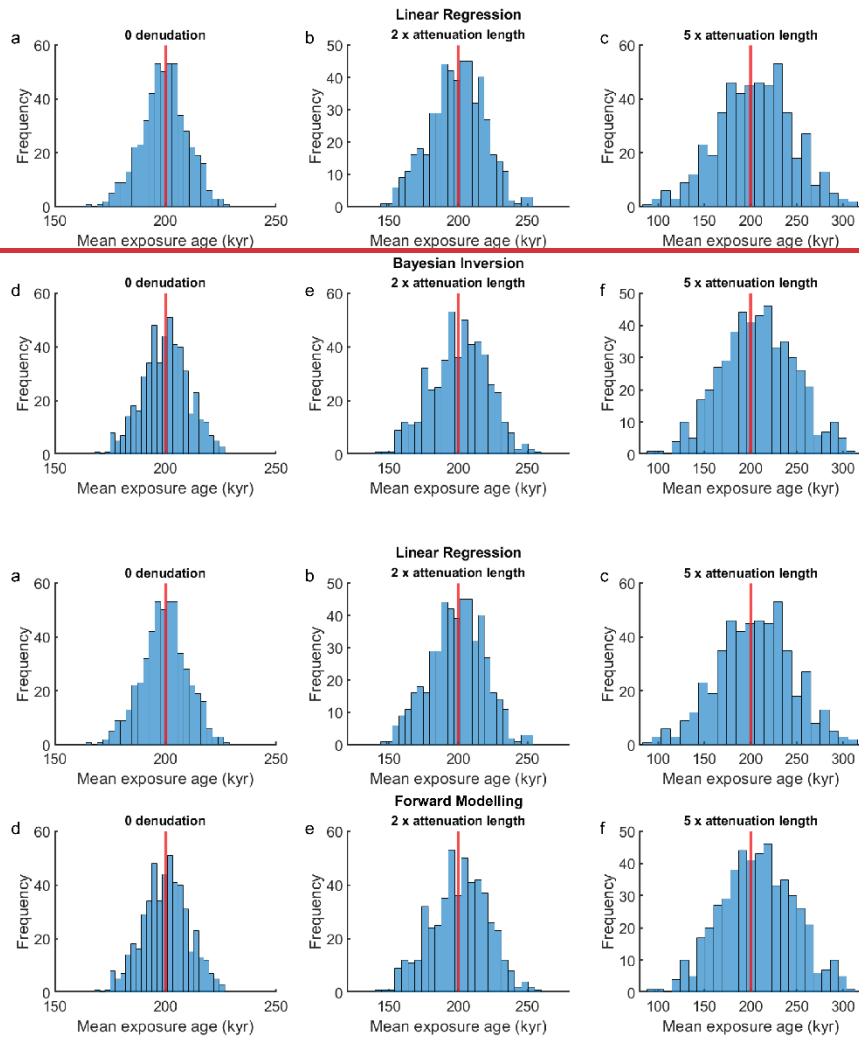 Linear Regression
a 0 denudation b 2 x attenuation length c 5 x attenuation length
60 50 60
40 40 40
30
20 20 20
10
0 0 0
Frequency Frequency Frequency
150 200 250 150 200 250 100 150 200 250 300
Mean exposure age (kyr) Mean exposure age (kyr) Mean exposure age (kyr)
Bayesian Inversion
d 0 denudation e 2 x attenuation length f 5 x attenuation length
60 60 50
40 40 40
30
20 20 20
10
0 0 0
Frequency Frequency Frequency
150 200 250 150 200 250 100 150 200 250 300
Mean exposure age (kyr) Mean exposure age (kyr) Mean exposure age (kyr)
Linear Regression
a 0 denudation b 2 x attenuation length c 5 x attenuation length
60 50 60
40 40 40
30
20 20 20
10
0 0 0
Frequency Frequency Frequency
150 200 250 150 200 250 100 150 200 250 300
Mean exposure age (kyr) Mean exposure age (kyr) Mean exposure age (kyr)
Forward Modelling
d 0 denudation e 2 x attenuation length f 5 x attenuation length
60 60 50
40 40 40
30
20 20 20
10
0 0 0
Frequency Frequency Frequency
150 200 250 150 200 250 100 150 200 250 300
Mean exposure age (kyr) Mean exposure age (kyr) Mean exposure age (kyr)